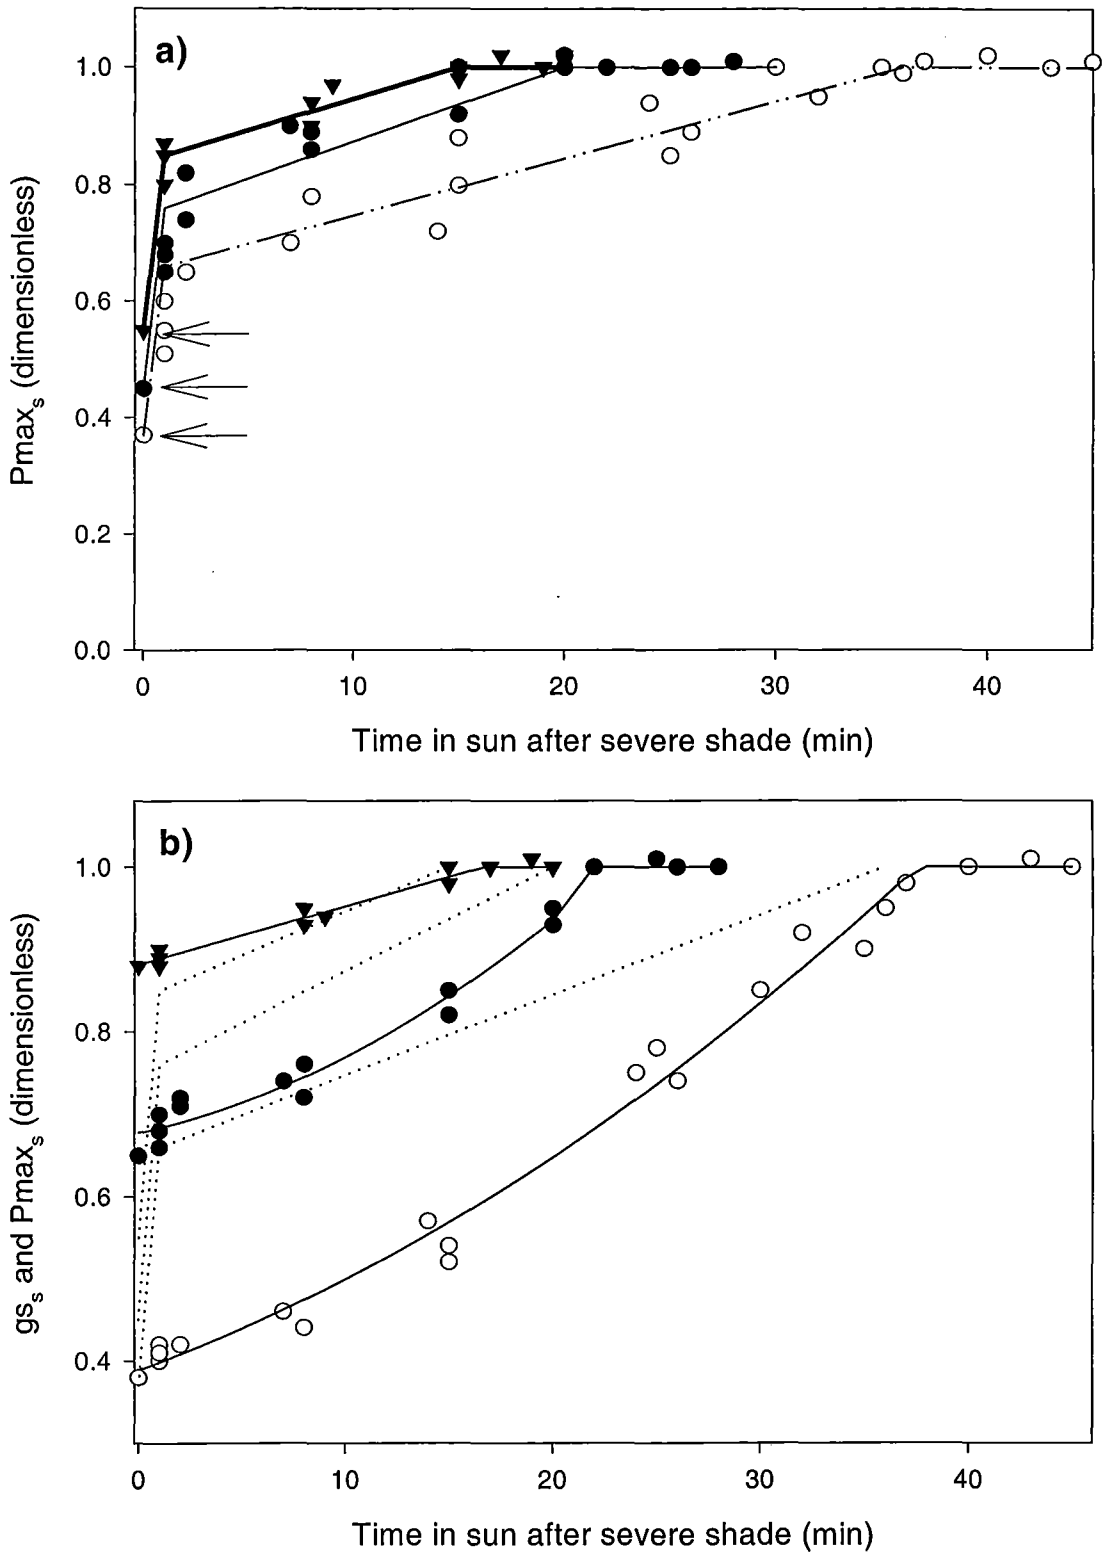 a)
1.0
0.8
0.6
0.4
0.2
0.0
Pmaxs (dimensionless)
0 10 20 30 40
Time in sun after severe shade (min)
b)
1.0
0.8
0.6
0.4
gss and Pmaxs (dimensionless)
0 10 20 30 40
Time in sun after severe shade (min)